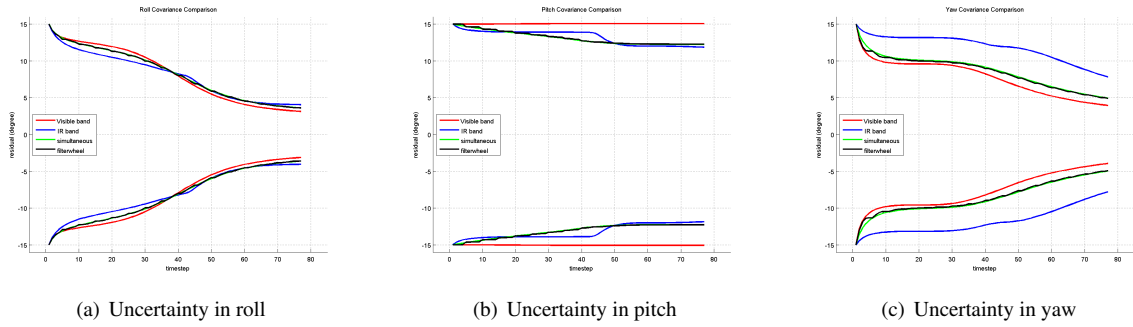 Roll Covariance Comparison
15
10
5
0
-5
-10
-15
residual (degree)
Visible band
IR band
simultaneous
filterwheel
0 10 20 30 40 50 60 70 80
timestep
(a) Uncertainty in roll
Pitch Covariance Comparison
15
10
5
0
-5
-10
-15
residual (degree)
Visible band
IR band
simultaneous
filterwheel
0 10 20 30 40 50 60 70 80
timestep
(b) Uncertainty in pitch
Yaw Covariance Comparison
15
10
5
0
-5
-10
-15
residual (degree)
Visible band
IR band
simultaneous
filterwheel
0 10 20 30 40 50 60 70 80
timestep
(c) Uncertainty in yaw